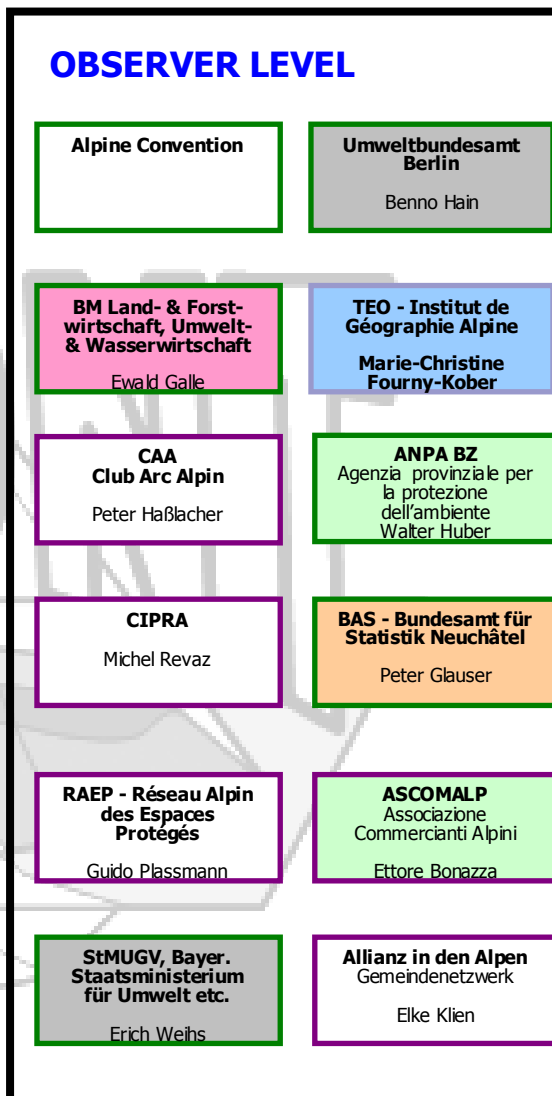 OBSERVER LEVEL
Alpine Convention
Umweltbundesamt
Berlin
Benno Hain
BM Land- & Forst-
wirtschaft, Umwelt-
& Wasserwirtschaft
Ewald Galle
TEO - Institut de
Géographie Alpine
Marie-Christine
Fourny-Kober
CAA
Club Arc Alpin
Peter Haßlacher
ANPA BZ
Agenzia provinziale per
la protezione
dell'ambiente
Walter Huber
CIPRA
Michel Revaz
BAS - Bundesamt für
Statistik Neuchâtel
Peter Glauser
RAEP - Réseau Alpin
des Espaces
Protégés
Guido Plassmann
ASCOMALP
Associazione
Commercianti Alpini
Ettore Bonazza
StMUGV, Bayer.
Staatsministerium
für Umwelt etc.
Erich Weihs
Allianz in den Alpen
Gemeindenetzwerk
Elke Klien